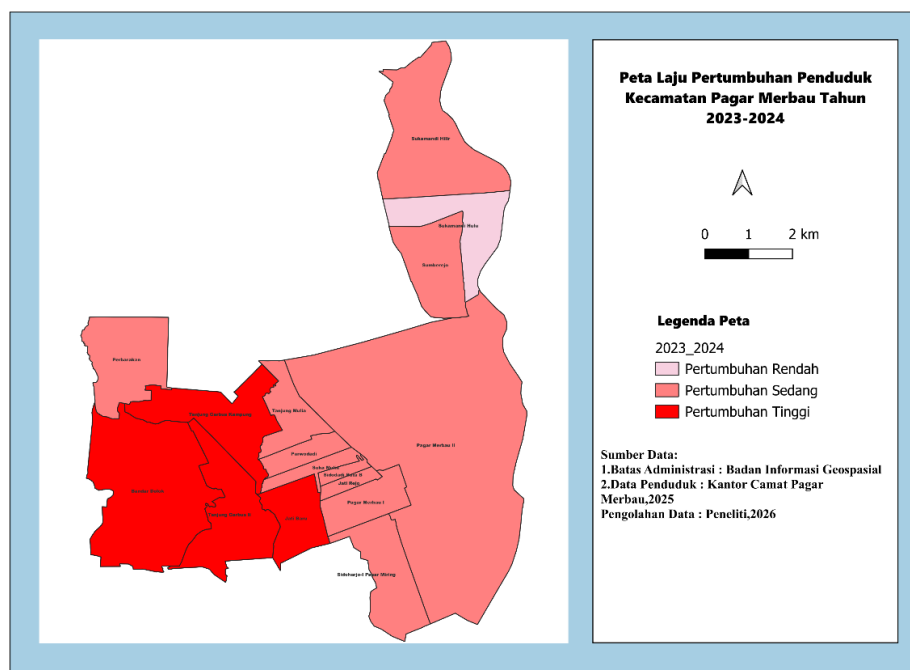 Peta Laju Pertumbuhan Penduduk
Kecamatan Pagar Merbau Tahun
2023-2024
0 1 2 km
Legenda Peta
2023_2024
Pertumbuhan Rendah
Pertumbuhan Sedang
Pertumbuhan Tinggi
Sumber Data:
1.Batas Administrasi : Badan Informasi Geospasial
2.Data Penduduk : Kantor Camat Pagar
Merbau,2025
Pengolahan Data : Peneliti,2026
Sukamandi Hilir
Sukamandi Hulu
Sumberejo
Perbarakan
Tanjung Mulia
Pagar Merbau II
Purwodadi
Jati Rejo
Pagar Merbau I